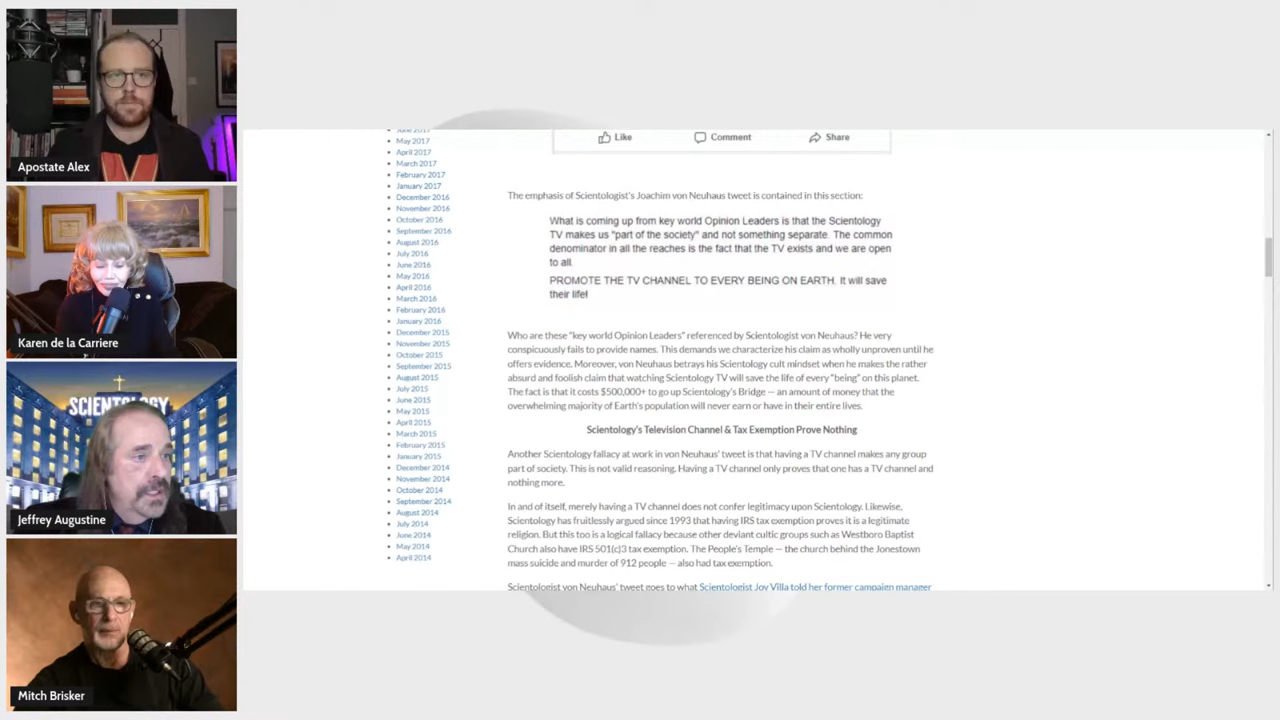 Apostate Alex
Karen de la Carriere
SCIENTOLOGY
Jeffrey Augustine
Mitch Brisker
June 2017
May 2017
April 2017
March 2017
February 2017
January 2017
December 2016
November 2016
October 2016
September 2016
August 2016
July 2016
June 2016
May 2016
April 2016
March 2016
February 2016
January 2016
December 2015
November 2015
October 2015
September 2015
August 2015
July 2015
June 2015
May 2015
April 2015
March 2015
February 2015
January 2015
December 2014
November 2014
October 2014
September 2014
August 2014
July 2014
June 2014
May 2014
April 2014
Like Comment Share
The emphasis of Scientologist's Joachim von Neuhaus tweet is contained in this section:
What is coming up from key world Opinion Leaders is that the Scientology
TV makes us "part of the society" and not something separate. The common
denominator in all the reaches is the fact that the TV exists and we are open
to all.
PROMOTE THE TV CHANNEL TO EVERY BEING ON EARTH. It will save
their life!
Who are these "key world Opinion Leaders" referenced by Scientologist von Neuhaus? He very
conspicuously fails to provide names. This demands we characterize his claim as wholly unproven until he
offers evidence. Moreover, von Neuhaus betrays his Scientology cult mindset when he makes the rather
absurd and foolish claim that watching Scientology TV will save the life of every "being" on this planet.
The fact is that it costs $500,000+ to go up Scientology's Bridge — an amount of money that the
overwhelming majority of Earth's population will never earn or have in their entire lives.
Scientology's Television Channel & Tax Exemption Prove Nothing
Another Scientology fallacy at work in von Neuhaus' tweet is that having a TV channel makes any group
part of society. This is not valid reasoning. Having a TV channel only proves that one has a TV channel and
nothing more.
In and of itself, merely having a TV channel does not confer legitimacy upon Scientology. Likewise,
Scientology has fruitlessly argued since 1993 that having IRS tax exemption proves it is a legitimate
religion. But this too is a logical fallacy because other deviant cultic groups such as Westboro Baptist
Church also have IRS 501(c)3 tax exemption. The People's Temple — the church behind the Jonestown
mass suicide and murder of 912 people — also had tax exemption.
Scientologist von Neuhaus' tweet goes to what Scientologist Joy Villa told her former campaign manager